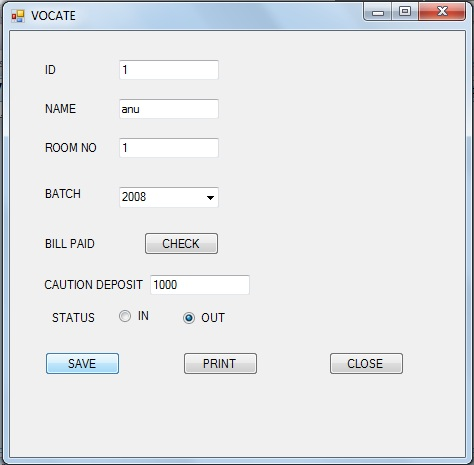 VOCATE
ID 1
NAME anu
ROOM NO 1
BATCH 2008
BILL PAID CHECK
CAUTION DEPOSIT 1000
STATUS IN OUT
SAVE PRINT CLOSE